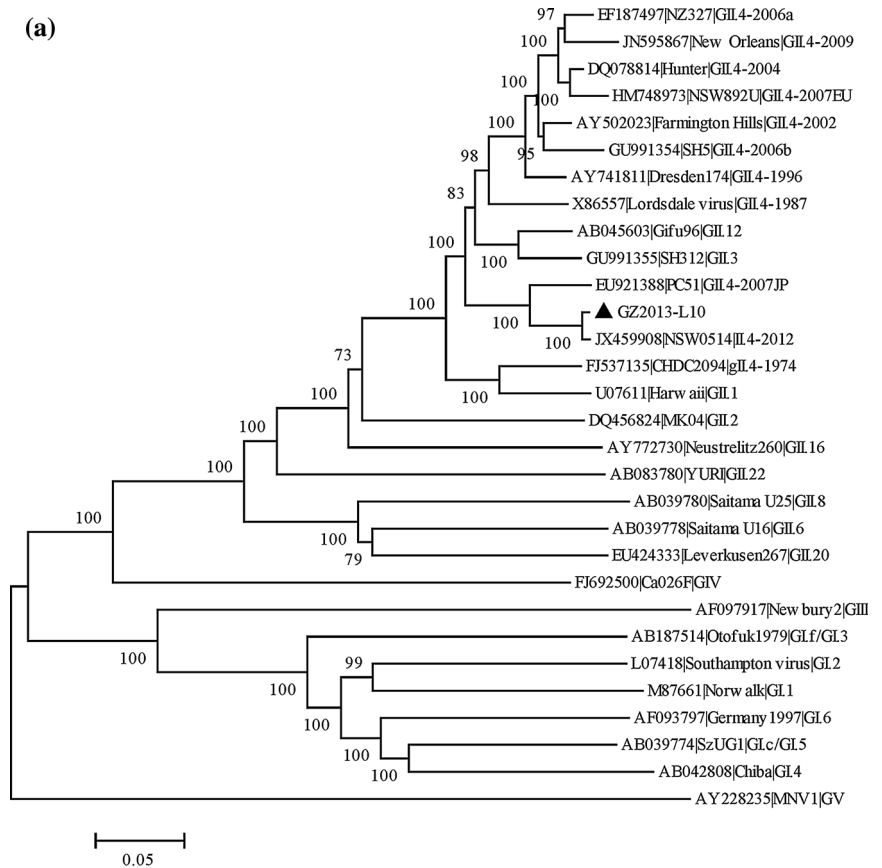 (a)
97
EF187497|NZ327|GII.4-2006a
100
JN595867|New Orleans|GII.4-2009
DQ078814|Hunter|GII.4-2004
100
100
HM748973|NSW892U|GII.4-2007EU
100
AY502023|Farmington Hills|GII.4-2002
95
GU991354|SH5|GII.4-2006b
98
AY741811|Dresden174|GII.4-1996
83
X86557|Lordsdale virus|GII.4-1987
AB045603|Gifu96|GII.12
100
100
GU991355|SH312|GII.3
EU921388|PC51|GII.4-2007JP
100
100
GZ2013-L10
100
JX459908|NSW0514|II.4-2012
73
FJ537135|CHDC2094|gII.4-1974
100
100
U07611|Harw aii|GII.1
DQ456824|MK04|GII.2
100
AY772730|Neustrelitz260|GII.16
100
AB083780|YURI|GII.22
AB039780|Saitama U25|GII.8
100
100
AB039778|Saitama U16|GII.6
79
EU424333|Leverkusen267|GII.20
FJ692500|Ca026F|GIV
AF097917|New bury2|GIII
100
AB187514|Otofuk1979|GI.f/GI.3
100
99
L07418|Southampton virus|GI.2
M87661|Norw alk|GI.1
100
AF093797|Germany1997|GI.6
100
AB039774|SzUG1|GI.c/GI.5
100
AB042808|Chiba|GI.4
AY228235|MNV1|GV
0.05